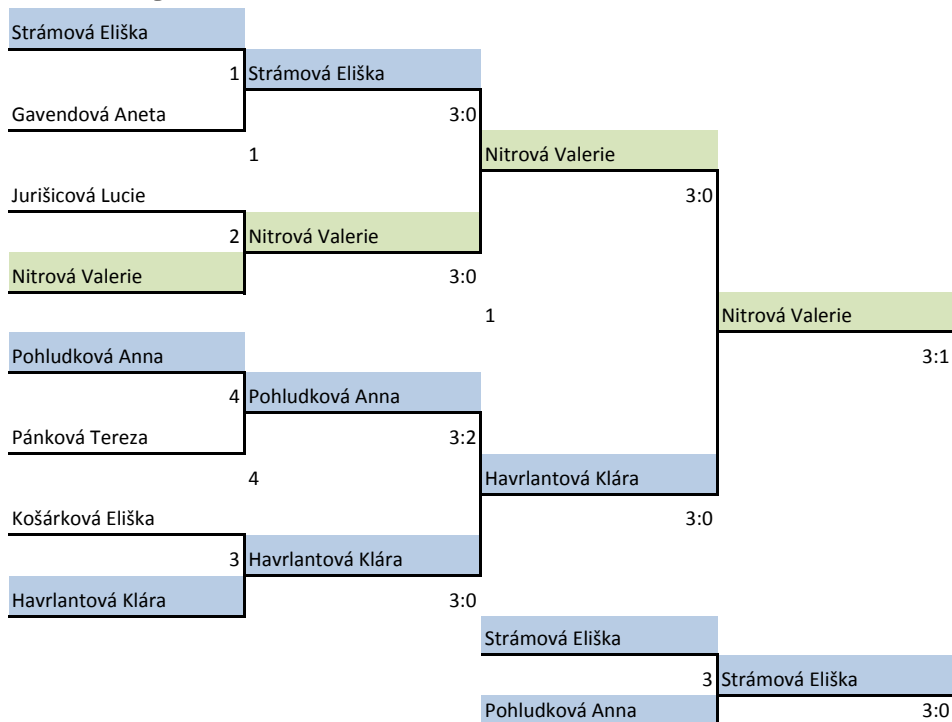 Strámová Eliška
1 Strámová Eliška
Gavendová Aneta 3:0
1 Nitrová Valerie
Jurišicová Lucie 3:0
2 Nitrová Valerie
Nitrová Valerie 3:0
1 Nitrová Valerie
Pohludková Anna 3:1
4 Pohludková Anna
Pánková Tereza 3:2
4 Havrlantová Klára
Košárková Eliška 3:0
3 Havrlantová Klára
Havrlantová Klára 3:0
Strámová Eliška
3 Strámová Eliška
Pohludková Anna 3:0